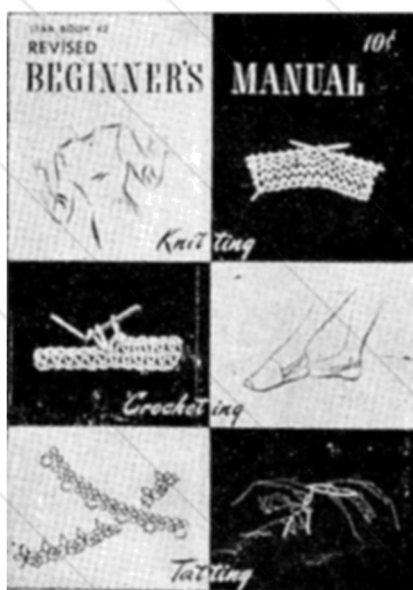 STAR BOOK 42
10¢
REVISED
BEGINNER'S MANUAL
Knitting
Crocheting
Tatting